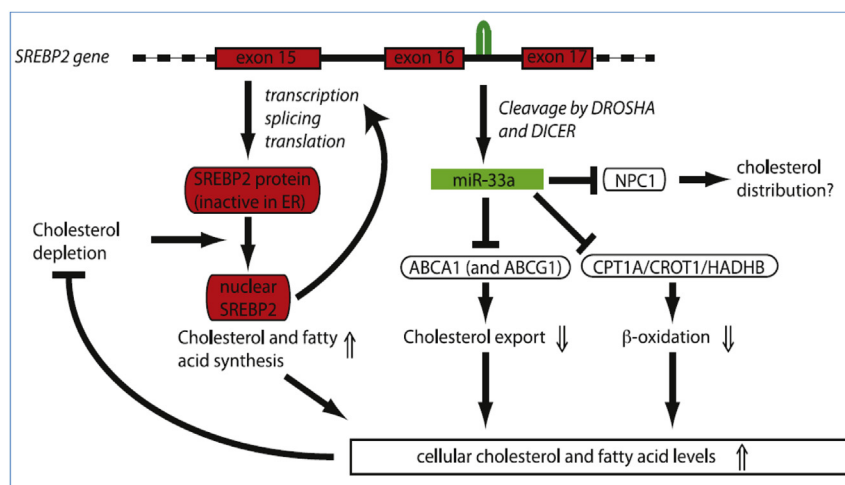 SREBP2 gene
exon 15
exon 16
exon 17
transcription
splicing
translation
Cleavage by DROSHA
and DICER
SREBP2 protein
(inactive in ER)
miR-33a
NPC1
cholesterol
distribution?
Cholesterol
depletion
nuclear
SREBP2
ABCA1 (and ABCG1)
CPT1A/CROT1/HADHB
Cholesterol and fatty
acid synthesis ⇑
Cholesterol export ⇓
β-oxidation ⇓
cellular cholesterol and fatty acid levels ⇑